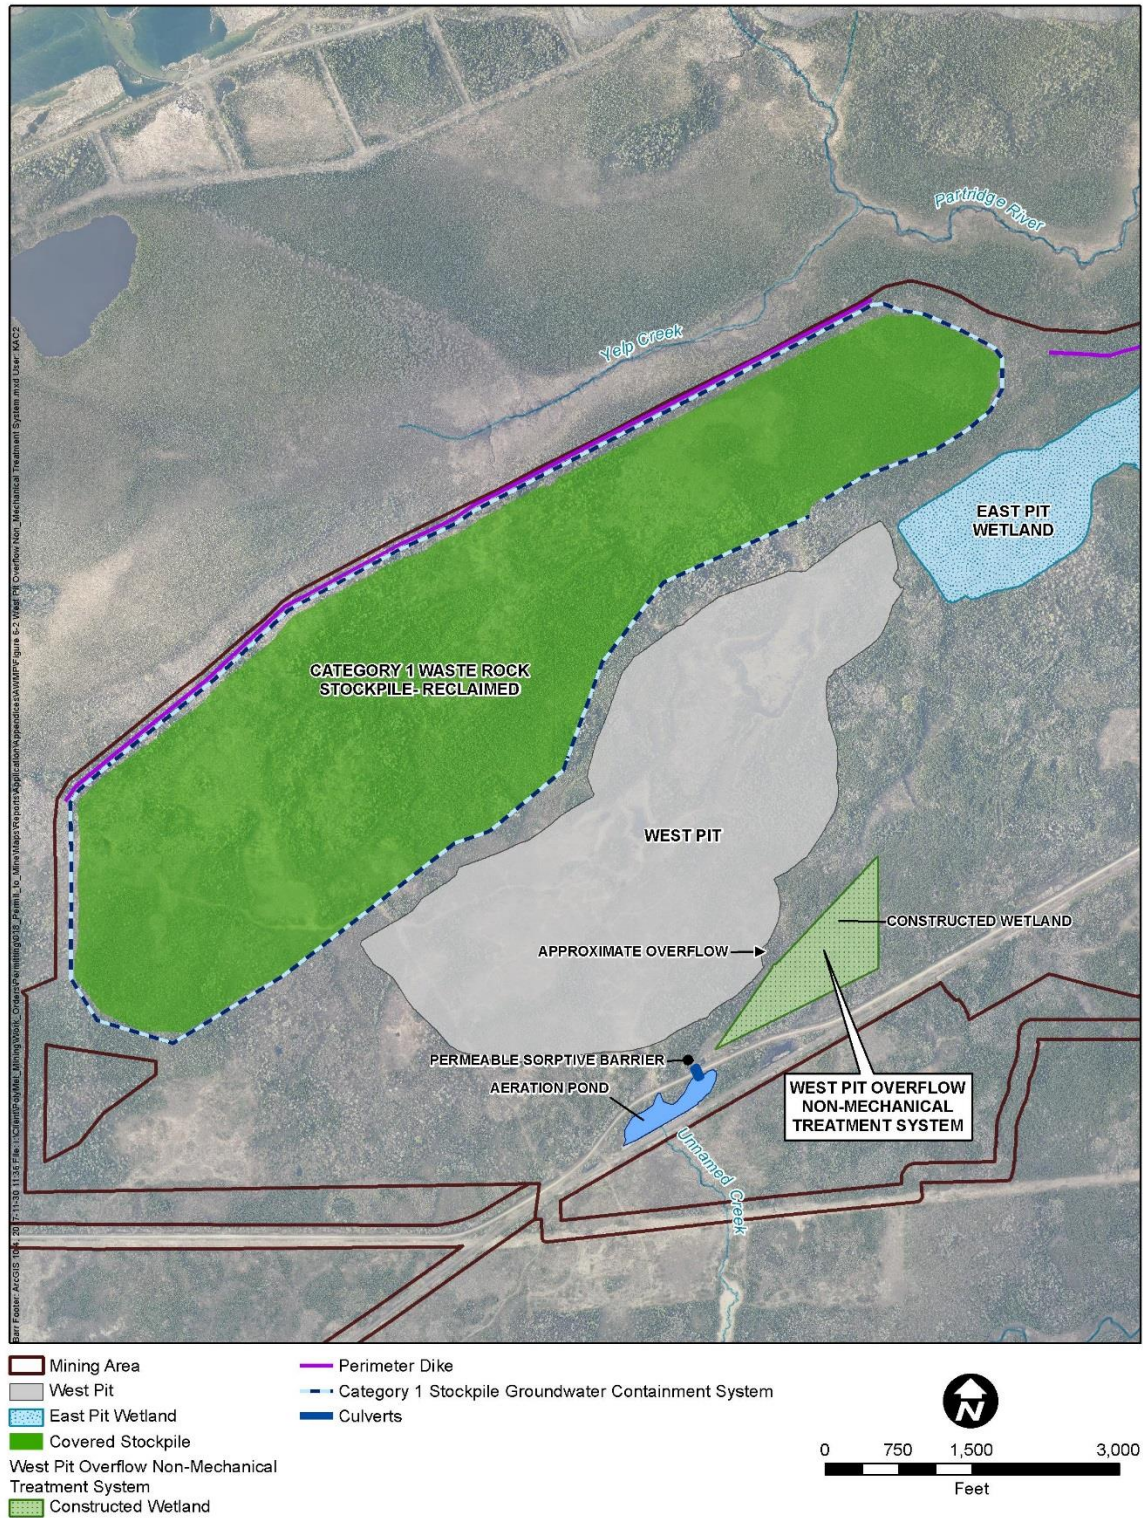 Partridge River
Yelp Creek
EAST PIT
WETLAND
CATEGORY 1 WASTE ROCK
STOCKPILE- RECLAIMED
WEST PIT
CONSTRUCTED WETLAND
APPROXIMATE OVERFLOW
PERMEABLE SORPTIVE BARRIER
AERATION POND
WEST PIT OVERFLOW
NON-MECHANICAL
TREATMENT SYSTEM
Unnamed Creek
Mining Area
West Pit
East Pit Wetland
Covered Stockpile
West Pit Overflow Non-Mechanical
Treatment System
Constructed Wetland
Perimeter Dike
Category 1 Stockpile Groundwater Containment System
Culverts
N
0 750 1,500 3,000
Feet